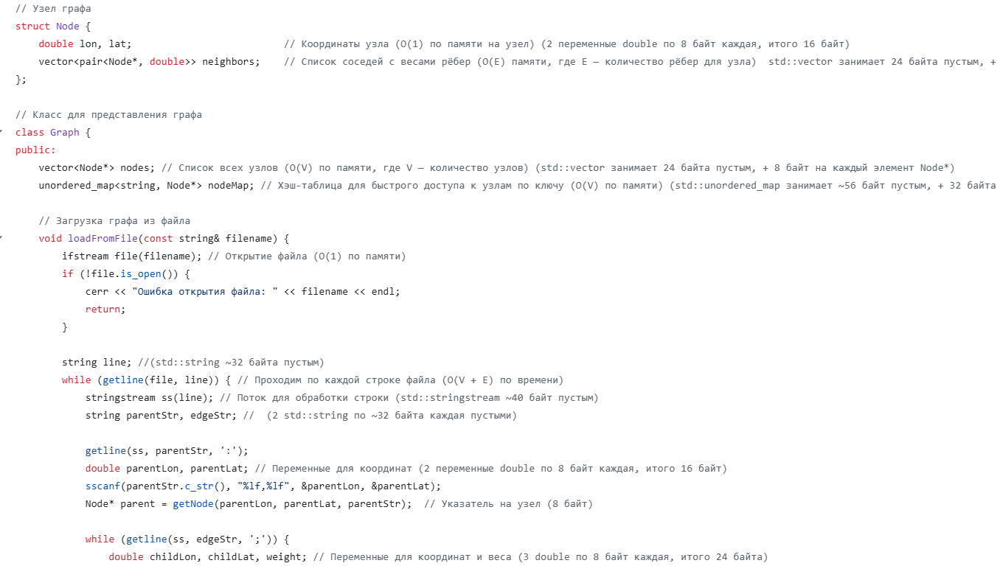 // Узел графа
struct Node {
    double lon, lat;                          // Координаты узла (O(1) по памяти на узел) (2 переменные double по 8 байт каждая, итого 16 байт)
    vector<pair<Node*, double>> neighbors;    // Список соседей с весами рёбер (O(E) памяти, где E — количество рёбер для узла)  std::vector занимает 24 байта пустым, +
};
// Класс для представления графа
class Graph {
public:
    vector<Node*> nodes; // Список всех узлов (O(V) по памяти, где V — количество узлов) (std::vector занимает 24 байта пустым, + 8 байт на каждый элемент Node*)
    unordered_map<string, Node*> nodeMap; // Хэш-таблица для быстрого доступа к узлам по ключу (O(V) по памяти) (std::unordered_map занимает ~56 байт пустым, + 32 байта
    // Загрузка графа из файла
    void loadFromFile(const string& filename) {
        ifstream file(filename); // Открытие файла (O(1) по памяти)
        if (!file.is_open()) {
            cerr << "Ошибка открытия файла: " << filename << endl;
            return;
        }
        string line; //(std::string ~32 байта пустым)
        while (getline(file, line)) { // Проходим по каждой строке файла (O(V + E) по времени)
            stringstream ss(line); // Поток для обработки строки (std::stringstream ~40 байт пустым)
            string parentStr, edgeStr; //  (2 std::string по ~32 байта каждая пустыми)
            getline(ss, parentStr, ':');
            double parentLon, parentLat; // Переменные для координат (2 переменные double по 8 байт каждая, итого 16 байт)
            sscanf(parentStr.c_str(), "%lf,%lf", &parentLon, &parentLat);
            Node* parent = getNode(parentLon, parentLat, parentStr);  // Указатель на узел (8 байт)
            while (getline(ss, edgeStr, ';')) {
                double childLon, childLat, weight; // Переменные для координат и веса (3 double по 8 байт каждая, итого 24 байта)